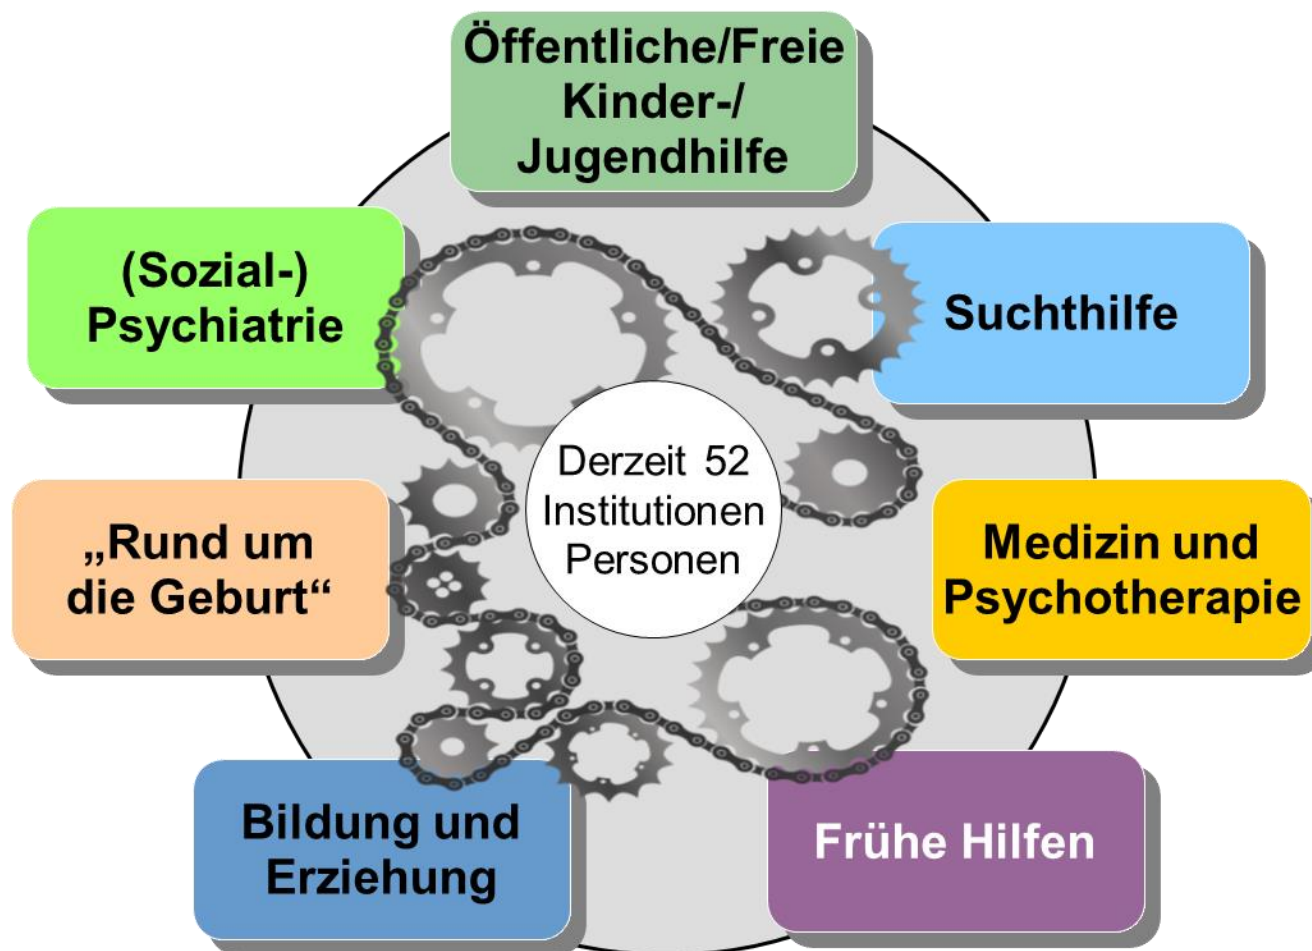 Öffentliche/Freie
Kinder-/
Jugendhilfe
(Sozial-)
Psychiatrie
Suchthilfe
Derzeit 52
Institutionen
Personen
„Rund um
die Geburt“
Medizin und
Psychotherapie
Bildung und
Erziehung
Frühe Hilfen